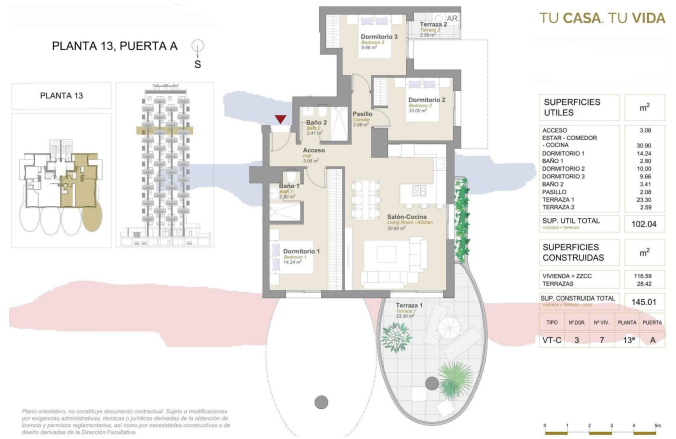 TU CASA, TU VIDA
PLANTA 13, PUERTA A
S
PLANTA 13
Terraza 2
Terrace 2
2.59 m²
AR
Dormitorio 3
Bedroom 3
9.66 m²
Dormitorio 2
Bedroom 2
10.00 m²
Pasillo
Corridor
2.08 m²
Baño 2
Bath 2
3.41 m²
Acceso
Hall
3.06 m²
Baño 1
Bath 1
2.80 m²
Salón-Cocina
Living Room - Kitchen
30.90 m²
Dormitorio 1
Bedroom 1
14.24 m²
Terraza 1
Terrace 1
23.30 m²
SUPERFICIES UTILES m²
ACCESO 3.06
ESTAR - COMEDOR
- COCINA 30.90
DORMITORIO 1 14.24
BAÑO 1 2.80
DORMITORIO 2 10.00
DORMITORIO 3 9.66
BAÑO 2 3.41
PASILLO 2.08
TERRAZA 1 23.30
TERRAZA 2 2.59
SUP. UTIL TOTAL 102.04
VIVIENDA + TERRAZA
SUPERFICIES CONSTRUIDAS m²
VIVIENDA + ZZCC 116.59
TERRAZAS 28.42
SUP. CONSTRUIDA TOTAL 145.01
TIPO NºDOR. Nº VIV. PLANTA PUERTA
VT-C 3 7 13ª A
Plano orientativo, no constituye documento contractual. Sujeto a modificaciones
por exigencias administrativas, técnicas o jurídicas derivadas de la obtención de
licencia y permisos reglamentarios, así como por necesidades constructivas o de
diseño derivadas de la Dirección Facultativa.
0 1 2 3 4 5m